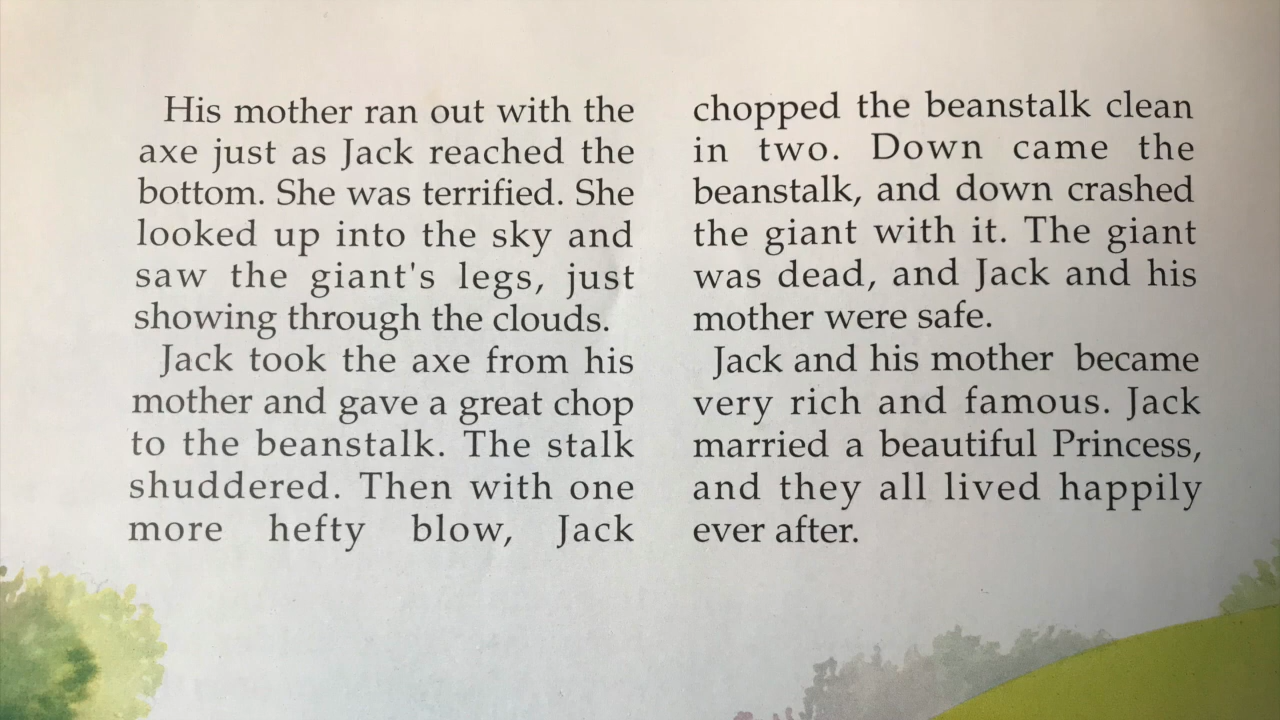 His mother ran out with the
axe just as Jack reached the
bottom. She was terrified. She
looked up into the sky and
saw the giant's legs, just
showing through the clouds.
Jack took the axe from his
mother and gave a great chop
to the beanstalk. The stalk
shuddered. Then with one
more hefty blow, Jack
chopped the beanstalk clean
in two. Down came the
beanstalk, and down crashed
the giant with it. The giant
was dead, and Jack and his
mother were safe.
Jack and his mother became
very rich and famous. Jack
married a beautiful Princess,
and they all lived happily
ever after.